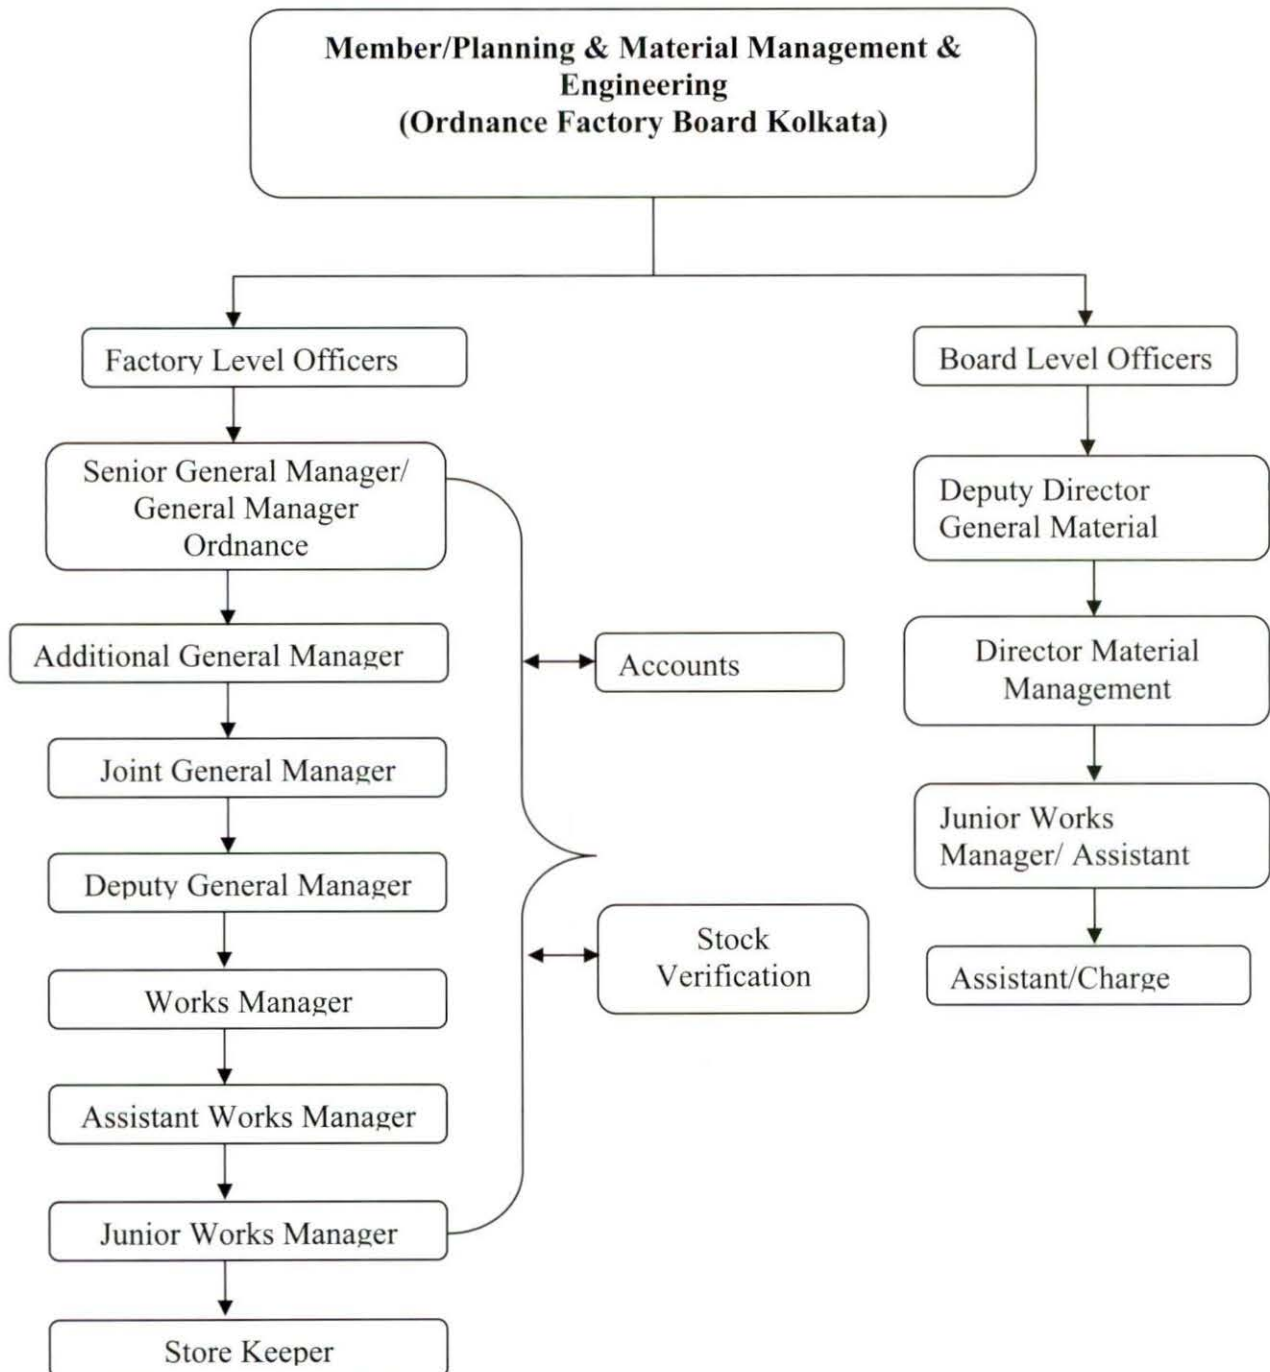 Member/Planning & Material Management &
Engineering
(Ordnance Factory Board Kolkata)
Factory Level Officers
Senior General Manager/
General Manager
Ordnance
Additional General Manager
Joint General Manager
Deputy General Manager
Works Manager
Assistant Works Manager
Junior Works Manager
Store Keeper
Accounts
Stock
Verification
Board Level Officers
Deputy Director
General Material
Director Material
Management
Junior Works
Manager/ Assistant
Assistant/Charge